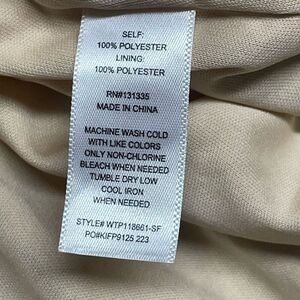 SELF:
100% POLYESTER
LINING:
100% POLYESTER
RN#131335
MADE IN CHINA
MACHINE WASH COLD
WITH LIKE COLORS
ONLY NON-CHLORINE
BLEACH WHEN NEEDED
TUMBLE DRY LOW
COOL IRON
WHEN NEEDED
STYLE# WTP118661-SF
PO#KIFP9125 223